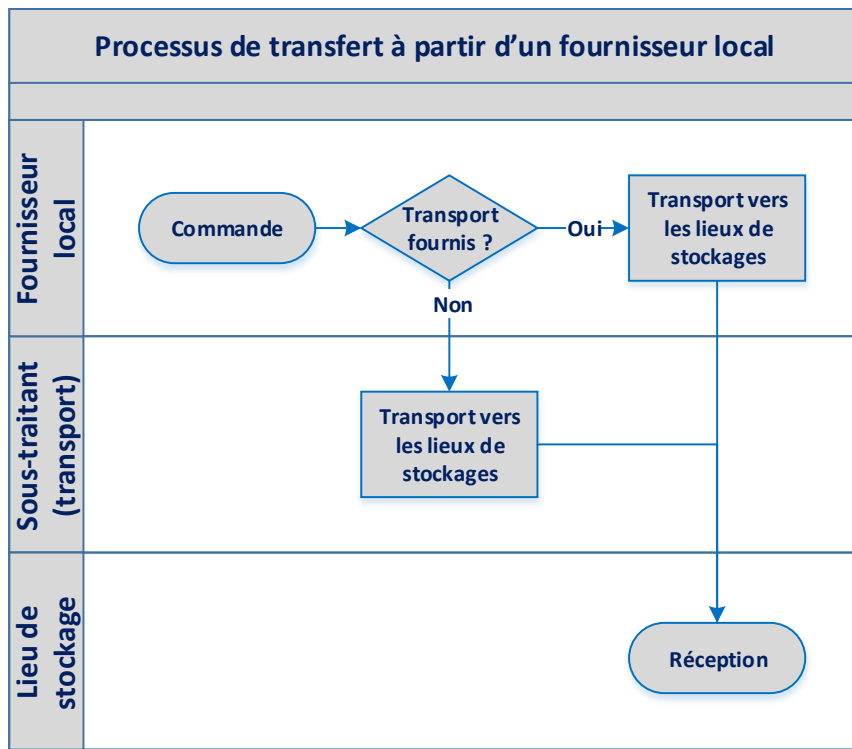 Processus de transfert à partir d’un fournisseur local
Fournisseur
local
Commande
Transport
fournis ?
Oui
Transport vers
les lieux de
stockages
Non
Sous-traitant
(transport)
Transport vers
les lieux de
stockages
Lieu de
stockage
Réception